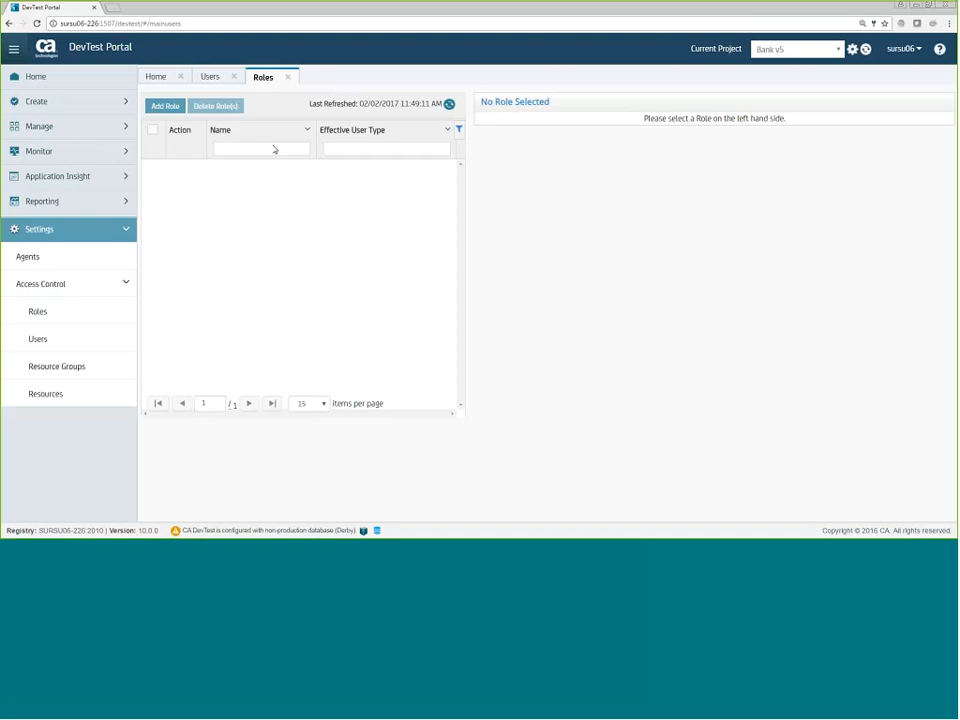 DevTest Portal
sursu06-226:1507/devtest/#/mainusers
ca
technologies
DevTest Portal
Current Project
Bank v5
sursu06
Home
Create
Manage
Monitor
Application Insight
Reporting
Settings
Agents
Access Control
Roles
Users
Resource Groups
Resources
Home
Users
Roles
Add Role
Delete Role(s)
Last Refreshed: 02/02/2017 11:49:11 AM
Action
Name
Effective User Type
1
/ 1
15
items per page
No Role Selected
Please select a Role on the left hand side.
Registry: SURSU06-226:2010 | Version: 10.0.0
CA DevTest is configured with non-production database (Derby).
Copyright © 2016 CA. All rights reserved.